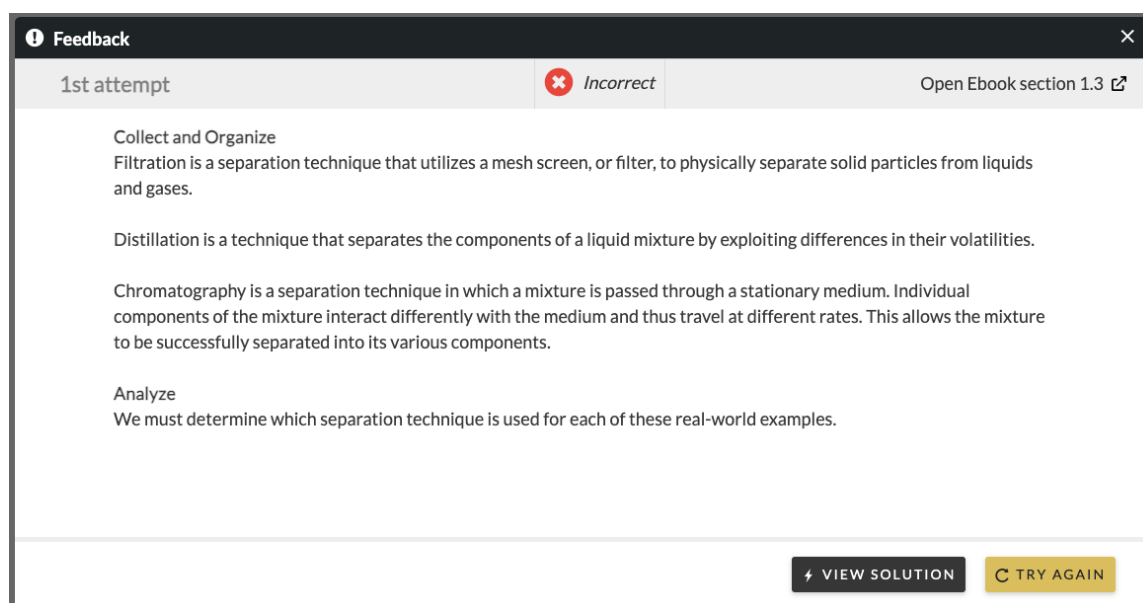 Feedback
1st attempt
Incorrect
Open Ebook section 1.3
Collect and Organize
Filtration is a separation technique that utilizes a mesh screen, or filter, to physically separate solid particles from liquids
and gases.
Distillation is a technique that separates the components of a liquid mixture by exploiting differences in their volatilities.
Chromatography is a separation technique in which a mixture is passed through a stationary medium. Individual
components of the mixture interact differently with the medium and thus travel at different rates. This allows the mixture
to be successfully separated into its various components.
Analyze
We must determine which separation technique is used for each of these real-world examples.
VIEW SOLUTION
TRY AGAIN